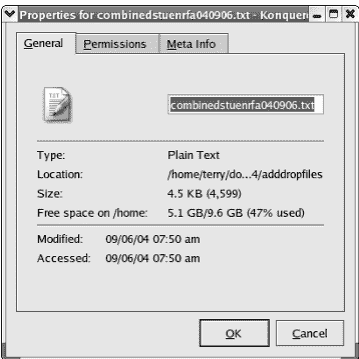 Properties for combinedstuenrfa040906.txt - Konquer
General Permissions Meta Info
TXT
combinedstuenrfa040906.txt
Type: Plain Text
Location: /home/terry/do...4/adddropfiles
Size: 4.5 KB (4,599)
Free space on /home: 5.1 GB/9.6 GB (47% used)
Modified: 09/06/04 07:50 am
Accessed: 09/06/04 07:50 am
OK Cancel